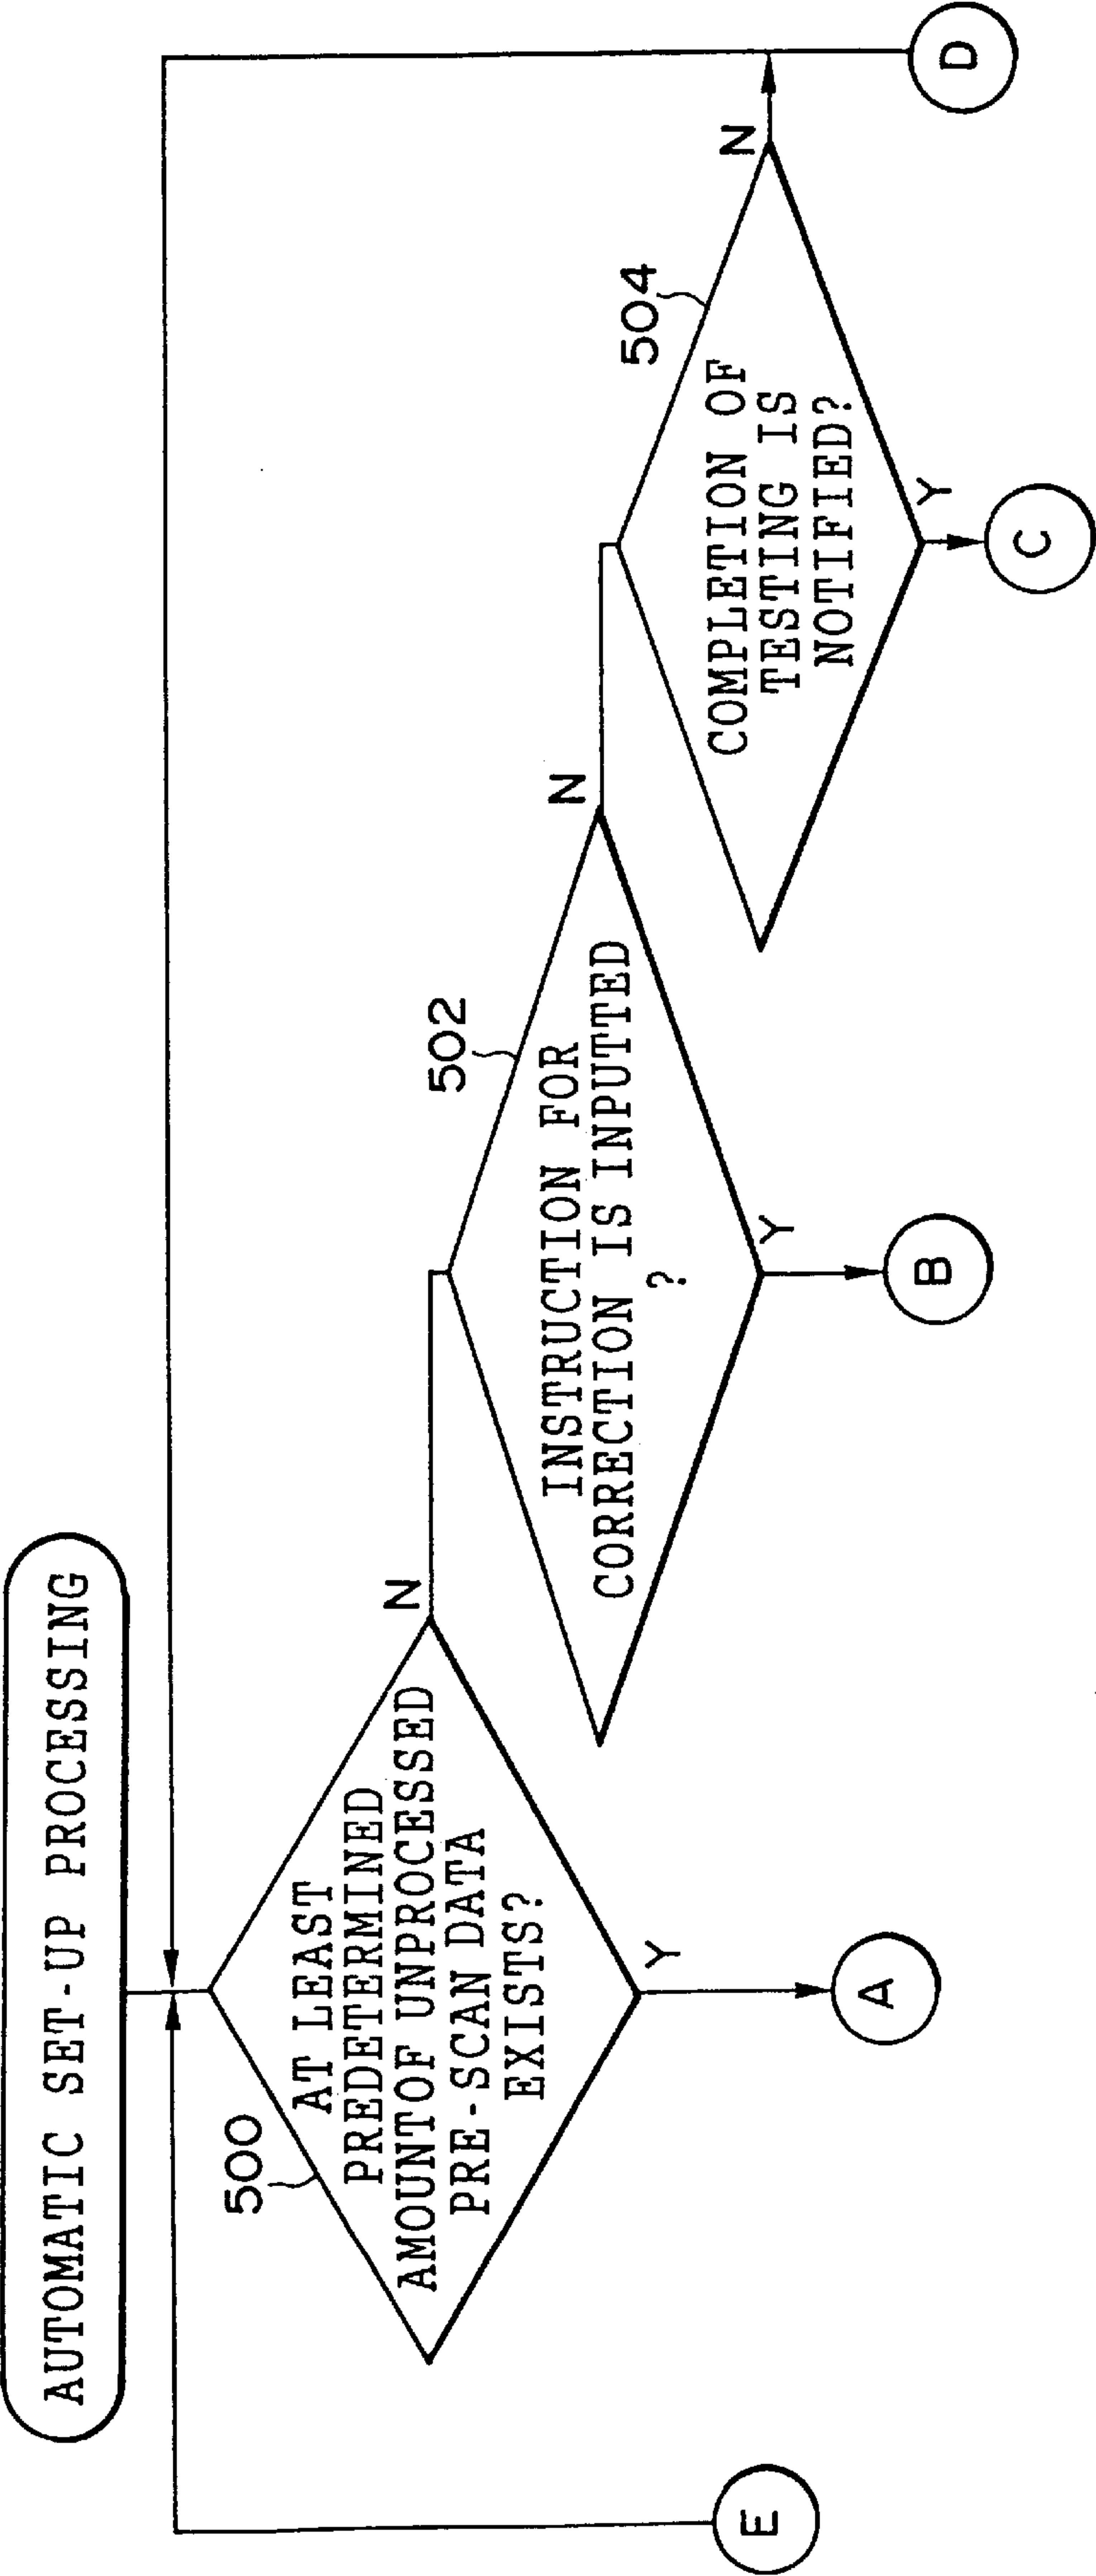 AUTOMATIC SET-UP PROCESSING
500
AT LEAST
PREDETERMINED
AMOUNTOF UNPROCESSED
PRE-SCAN DATA
EXISTS?
N
Y
A
502
INSTRUCTION FOR
CORRECTION IS INPUTTED
?
N
Y
B
504
COMPLETION OF
TESTING IS
NOTIFIED?
N
Y
C
D
E